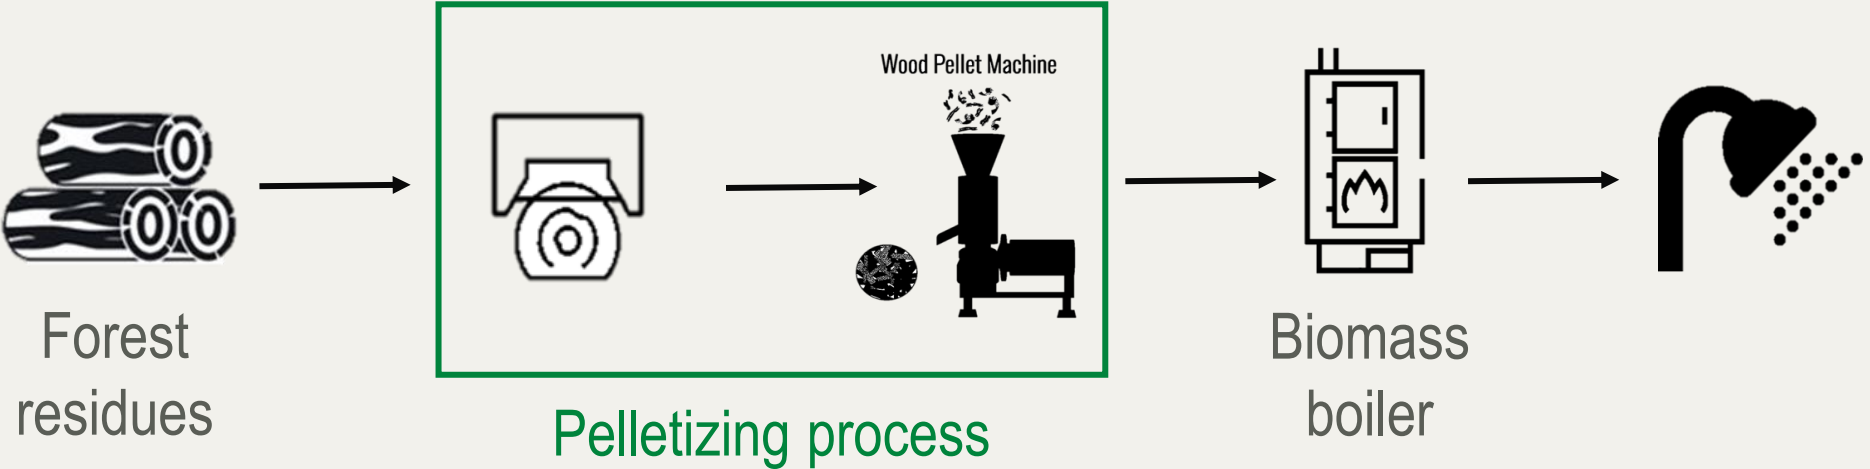 Wood Pellet Machine
Forest
residues
Pelletizing process
Biomass
boiler